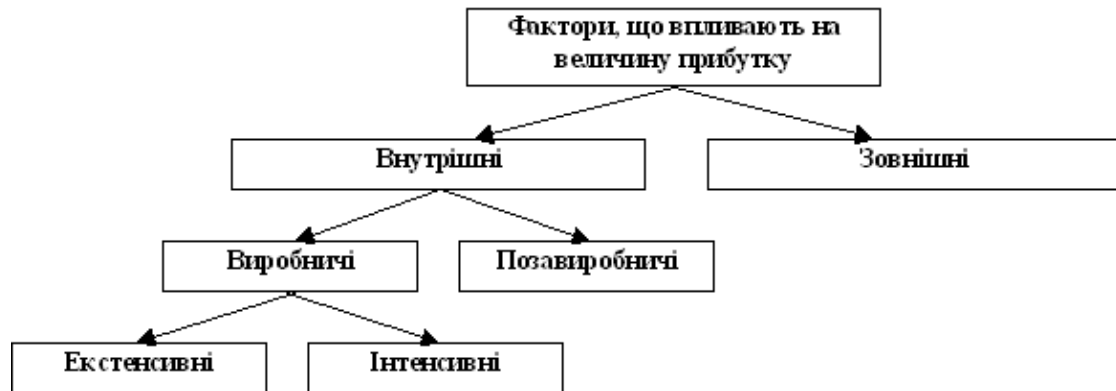 Фактори, що впливають на
величину прибутку
Внутрішні
Зовнішні
Виробничі
Позавиробничі
Екстенсивні
Інтенсивні